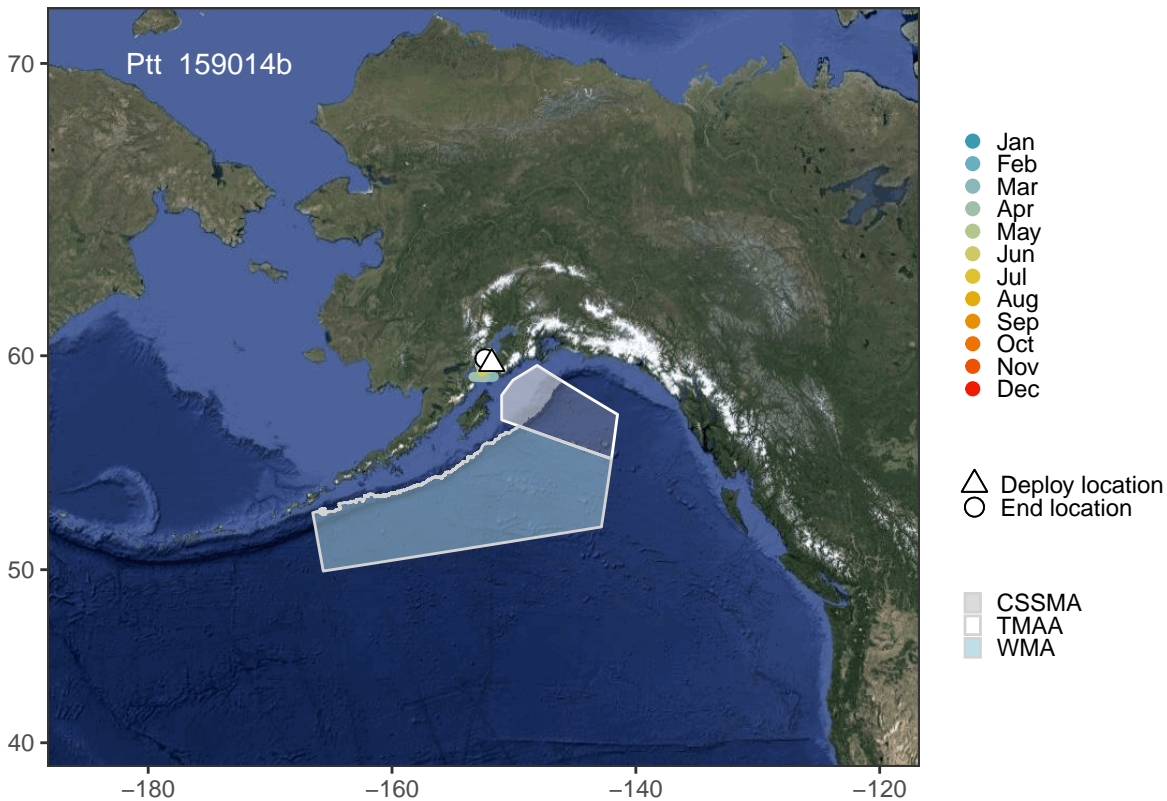 Ptt 159014b
70
60
50
40
−180
−160
−140
−120
Jan
Feb
Mar
Apr
May
Jun
Jul
Aug
Sep
Oct
Nov
Dec
Deploy location
End location
CSSMA
TMAA
WMA